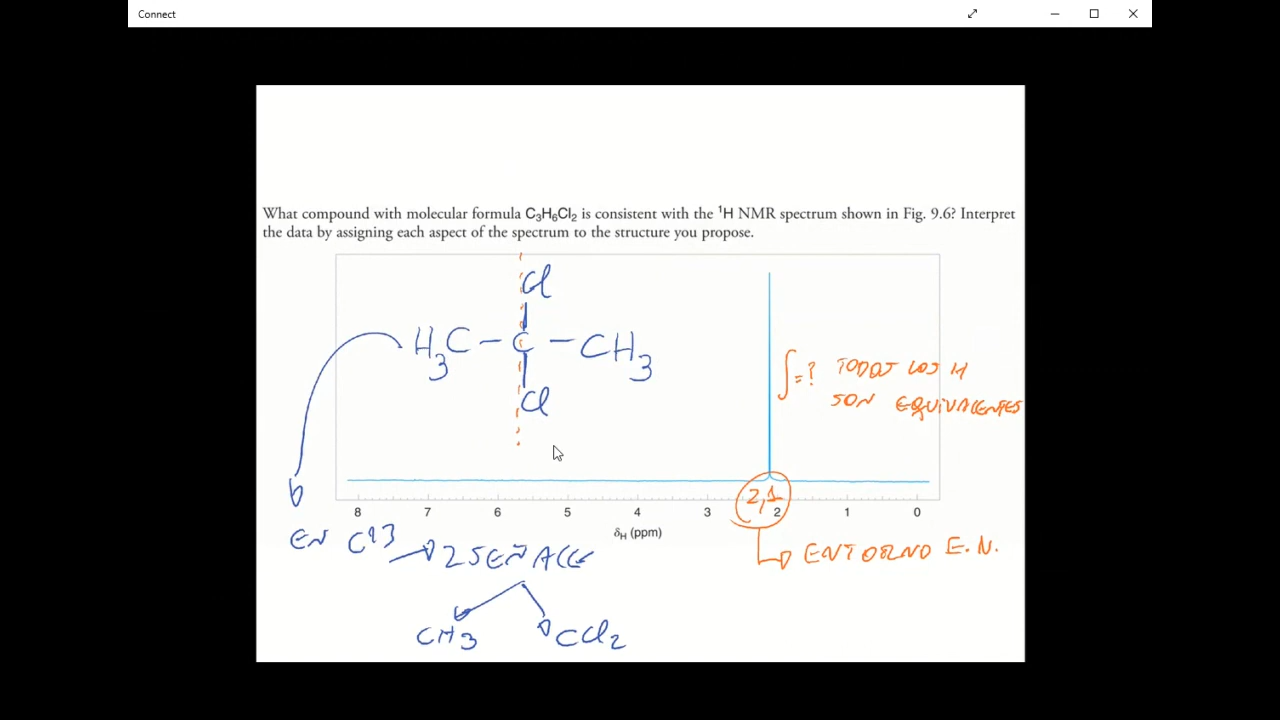 Connect
What compound with molecular formula C₃H₆Cl₂ is consistent with the ¹H NMR spectrum shown in Fig. 9.6? Interpret
the data by assigning each aspect of the spectrum to the structure you propose.
Cl
H₃C – C – CH₃
Cl
∫=? TODOS LOS H
SON EQUIVALENTES
2,1
8 7 6 5 4 3 2 1 0
δH (ppm)
EN C13
2 SEÑALES
ENTORNO E.N.
CH3
CCl2